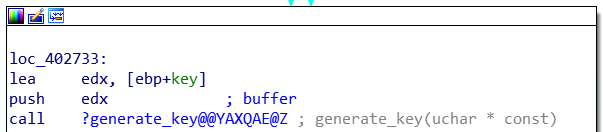 loc_402733:
lea     edx, [ebp+key]
push    edx             ; buffer
call    ?generate_key@@YAXQAE@Z ; generate_key(uchar * const)